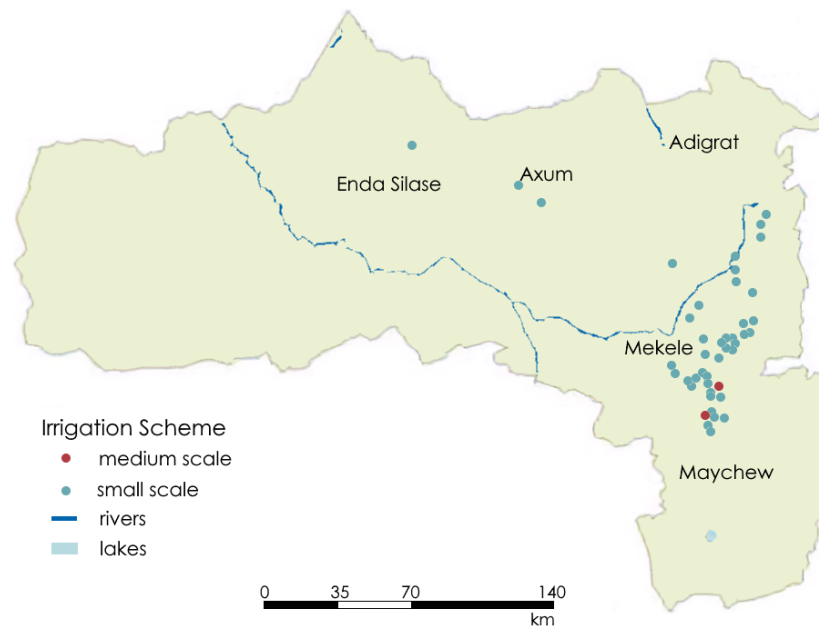 Adigrat
Axum
Enda Silase
Mekele
Irrigation Scheme
medium scale
small scale
Maychew
rivers
lakes
0 35 70 140
km